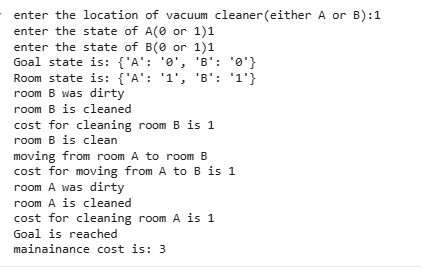 enter the location of vacuum cleaner(either A or B):1
enter the state of A(0 or 1)1
enter the state of B(0 or 1)1
Goal state is: {'A': '0', 'B': '0'}
Room state is: {'A': '1', 'B': '1'}
room B was dirty
room B is cleaned
cost for cleaning room B is 1
room B is clean
moving from room A to room B
cost for moving from A to B is 1
room A was dirty
room A is cleaned
cost for cleaning room A is 1
Goal is reached
mainainance cost is: 3